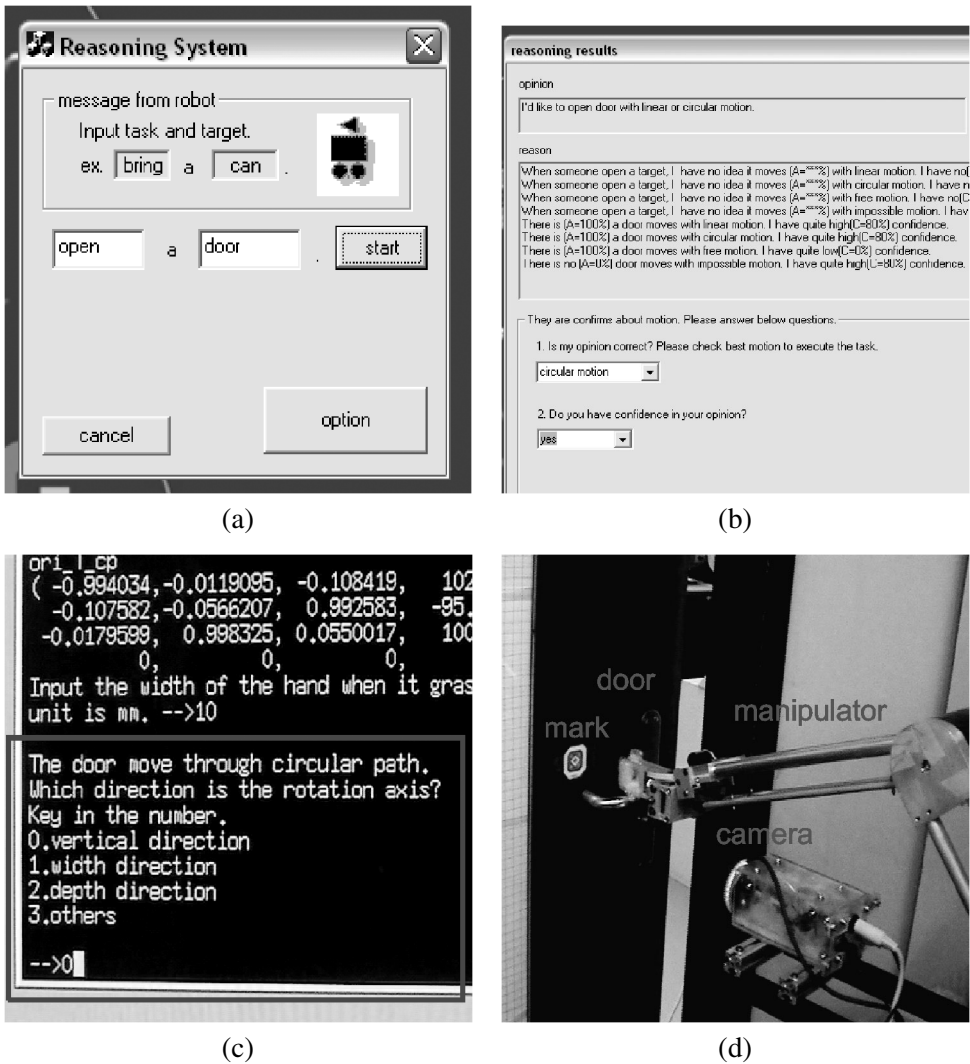 Reasoning System
message from robot
Input task and target.
ex. bring a can .
open a door . start
cancel option
(a)
reasoning results
opinion
I'd like to open door with linear or circular motion.
reason
When someone open a target, I have no idea it moves (A=***%) with linear motion. I have no(
When someone open a target, I have no idea it moves (A=***%) with circular motion. I have n
When someone open a target, I have no idea it moves (A=***%) with free motion. I have no(C
When someone open a target, I have no idea it moves (A=***%) with impossible motion. I hav
There is (A=100%) a door moves with linear motion. I have quite high(C=80%) confidence.
There is (A=100%) a door moves with circular motion. I have quite high(C=80%) confidence.
There is (A=100%) a door moves with free motion. I have quite low(C=0%) confidence.
There is no (A=0%) door moves with impossible motion. I have quite high(C=80%) confidence.
They are confirms about motion. Please answer below questions.
1. Is my opinion correct? Please check best motion to execute the task.
circular motion
2. Do you have confidence in your opinion?
yes
(b)
ori_l_cp
( -0.994034,-0.0119095, -0.108419, 102
-0.107582,-0.0566207, 0.992583, -95.
-0.0179599, 0.998325, 0.0550017, 100
0, 0, 0,
Input the width of the hand when it gras
unit is mm. -->10
The door move through circular path.
Which direction is the rotation axis?
Key in the number.
0.vertical direction
1.width direction
2.depth direction
3.others
-->0
(c)
door
mark
manipulator
camera
(d)